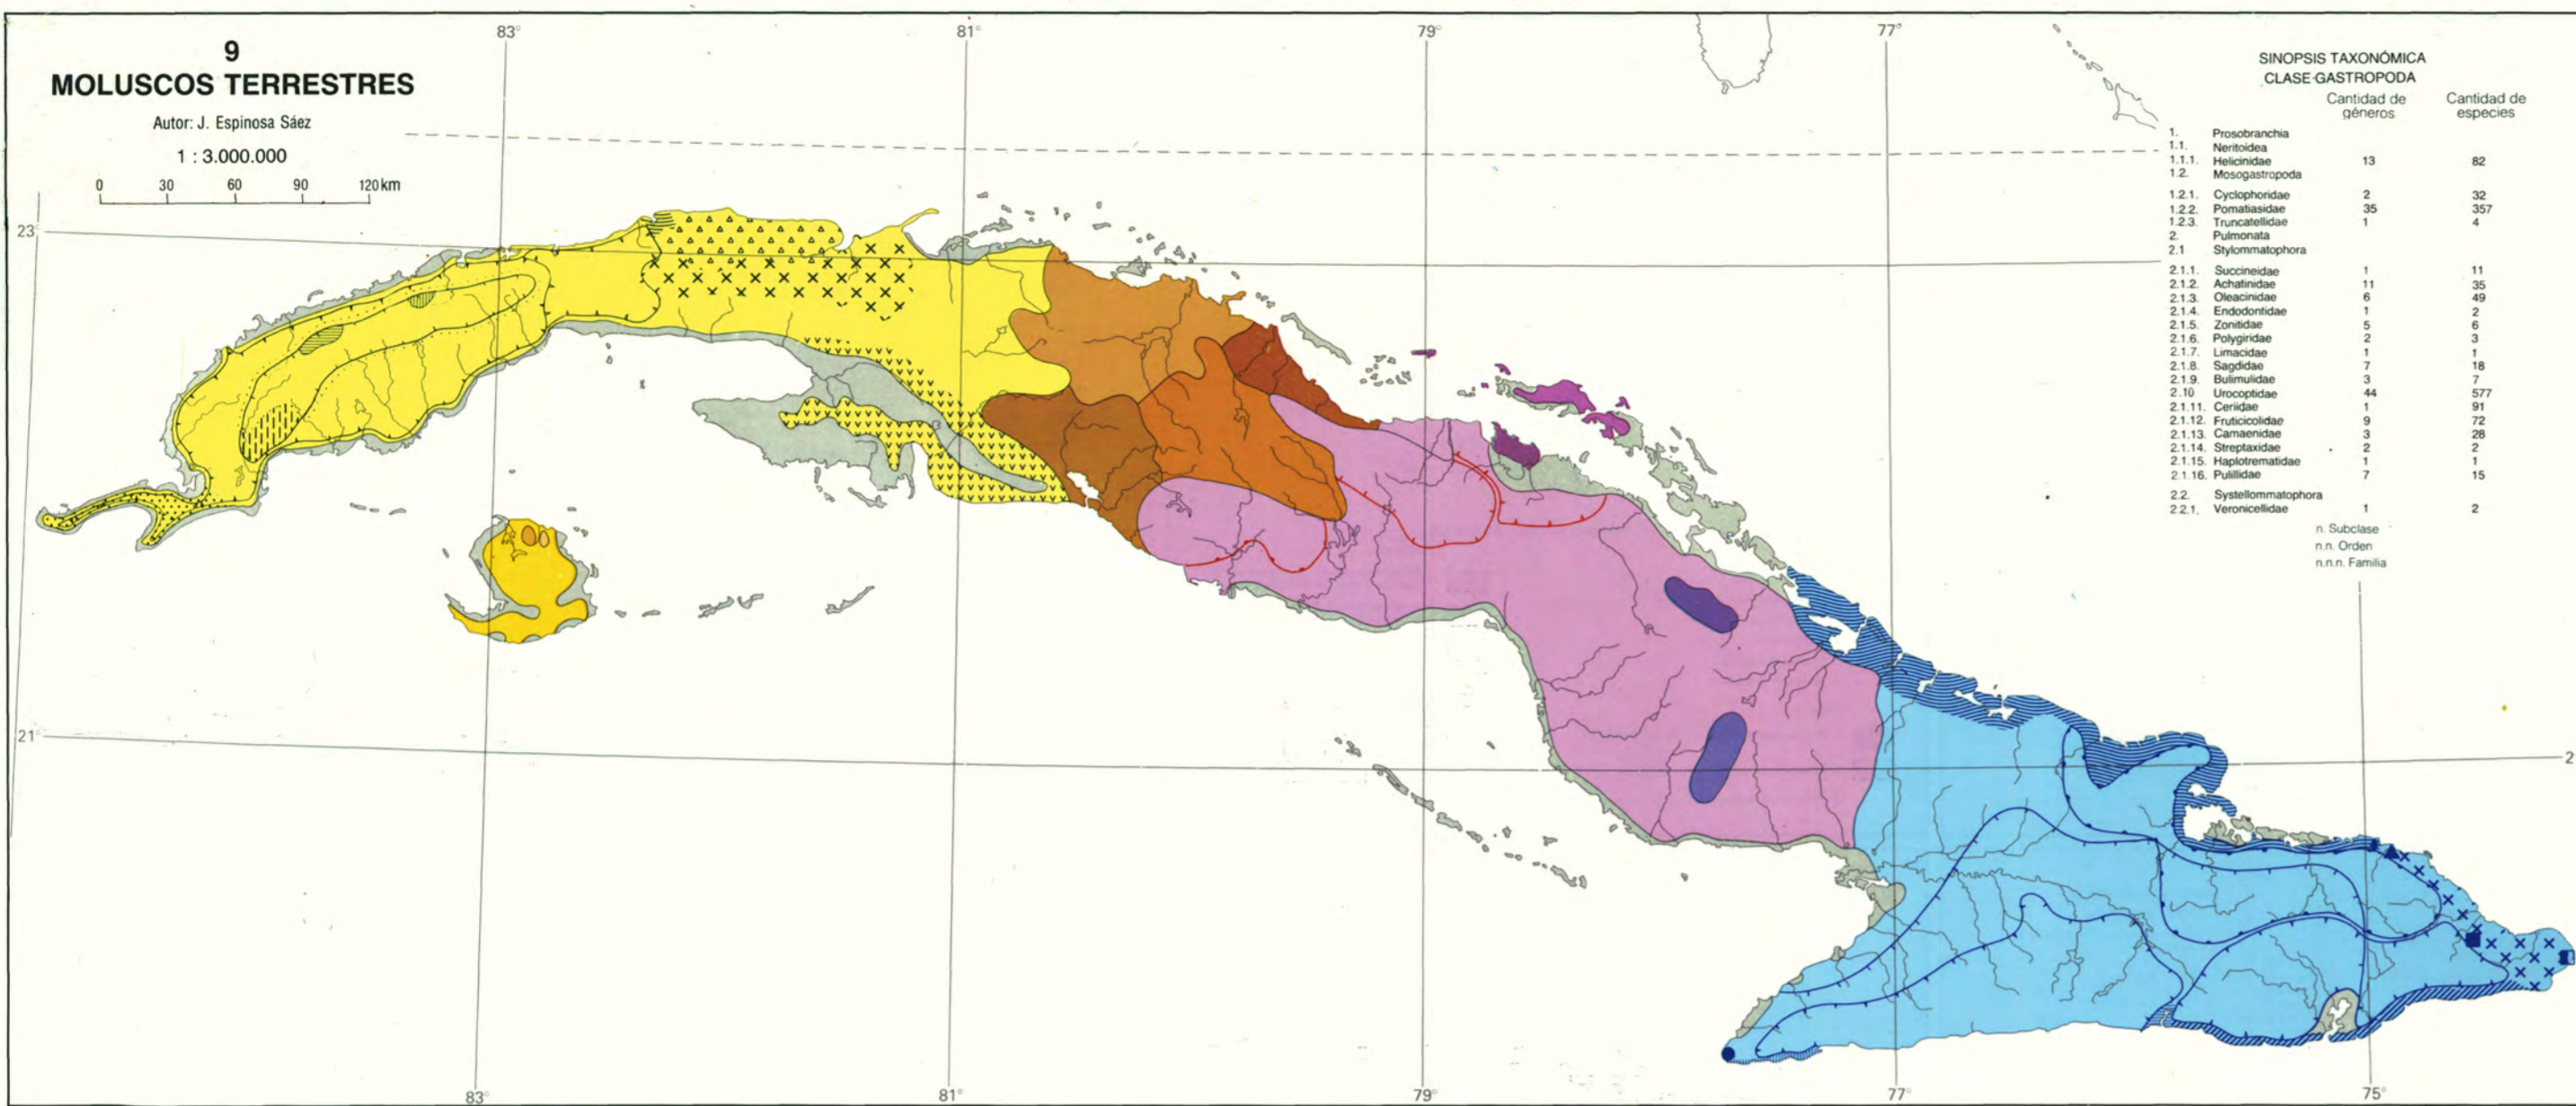 9
MOLUSCOS TERRESTRES
Autor: J. Espinosa Sáez
1 : 3.000.000
0 30 60 90 120 km
83° 81° 79° 77°
23°
21°
2
83° 81° 79° 77° 75°
SINOPSIS TAXONÓMICA
CLASE GASTROPODA
Cantidad de géneros Cantidad de especies
1. Prosobranchia
1.1. Neritoidea
1.1.1. Helicinidae 13 82
1.2. Mosogastropoda
1.2.1. Cyclophoridae 2 32
1.2.2. Pomatiasidae 35 357
1.2.3. Truncatellidae 1 4
2. Pulmonata
2.1 Stylommatophora
2.1.1. Succineidae 1 11
2.1.2. Achatinidae 11 35
2.1.3. Oleacinidae 6 49
2.1.4. Endodontidae 1 2
2.1.5. Zonitidae 5 6
2.1.6. Polygiridae 2 3
2.1.7. Limacidae 1 1
2.1.8. Sagdidae 7 18
2.1.9. Bulimulidae 3 7
2.10 Urocoptidae 44 577
2.1.11. Ceriidae 1 91
2.1.12. Fruticicolidae 9 72
2.1.13. Camaenidae 3 28
2.1.14. Streptaxidae 2 2
2.1.15. Haplotrematidae 1 1
2.1.16. Pulillidae 7 15
2.2. Systellommatophora
2.2.1. Veronicellidae 1 2
n. Subclase
n.n. Orden
n.n.n. Familia